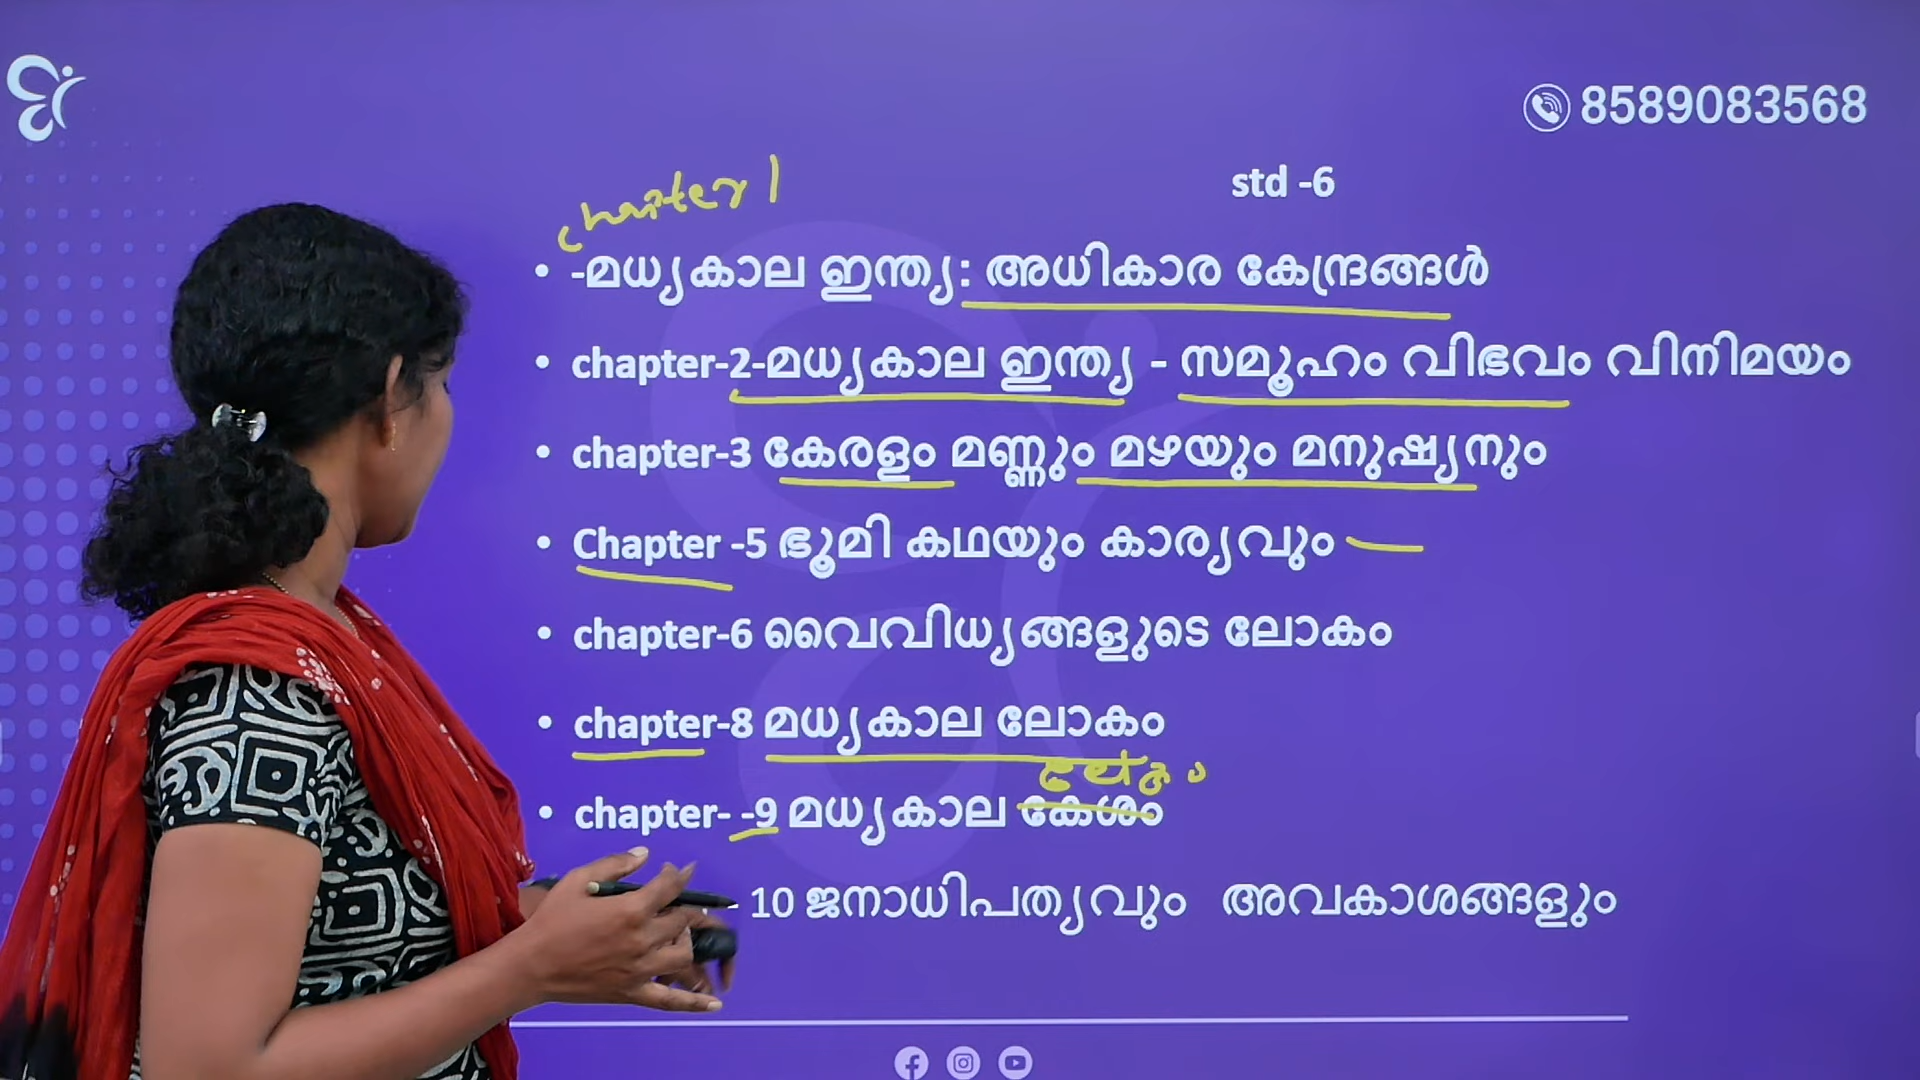 8589083568
std -6
chapter 1
• -മധ്യകാല ഇന്ത്യ: അധികാര കേന്ദ്രങ്ങൾ
• chapter-2-മധ്യകാല ഇന്ത്യ - സമൂഹം വിഭവം വിനിമയം
• chapter-3 കേരളം മണ്ണും മഴയും മനുഷ്യനും
• Chapter -5 ഭൂമി കഥയും കാര്യവും
• chapter-6 വൈവിധ്യങ്ങളുടെ ലോകം
• chapter-8 മധ്യകാല ലോകം
• chapter- -9 മധ്യകാല കേശം
- 10 ജനാധിപത്യവും അവകാശങ്ങളും